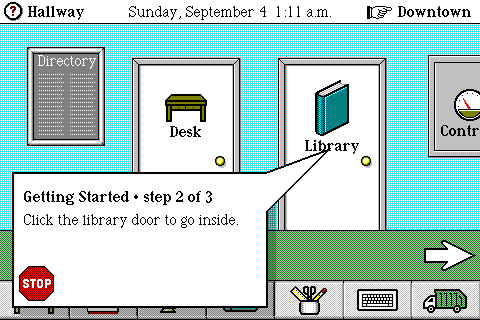 ? Hallway
Sunday, September 4 1:11 a.m.
Downtown
Directory
Desk
Library
Contr
Getting Started • step 2 of 3
Click the library door to go inside.
STOP